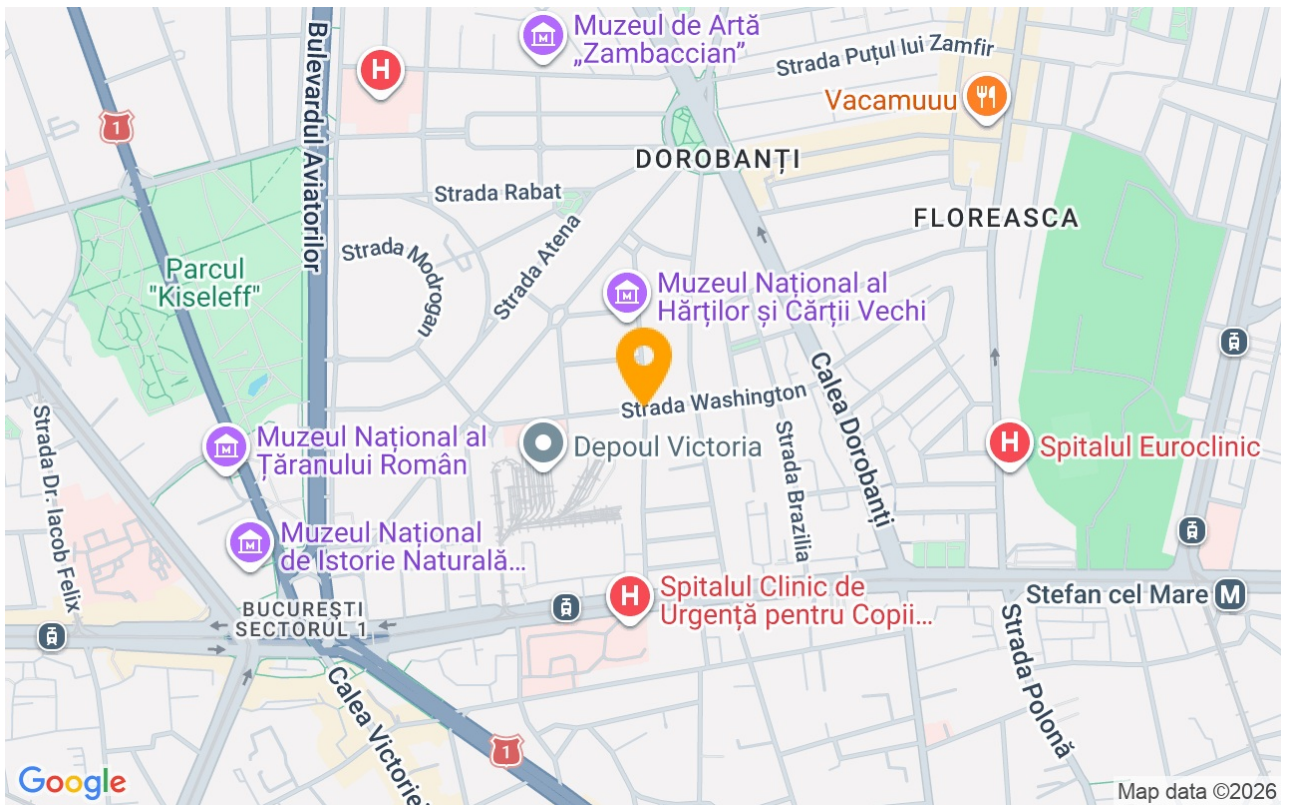 Muzeul de Artă
„Zambaccian”
Strada Puțul lui Zamfir
H
Vacamuuu
1
Bulevardul Aviatorilor
DOROBANȚI
Strada Rabat
FLOREASCA
Strada Atena
Strada Modrogan
Parcul
"Kiseleff"
Muzeul Național al
Hărților și Cărții Vechi
Calea Dorobanți
Strada Washington
Strada Dr. Iacob Felix
Muzeul Național al
Țăranului Român
Depoul Victoria
Strada Brazilia
H
Spitalul Euroclinic
Muzeul Național
de Istorie Naturală...
H
Spitalul Clinic de
Urgență pentru Copii...
Stefan cel Mare
M
BUCUREȘTI
SECTORUL 1
Strada Polonă
Calea Victoriei
1
Google
Map data ©2026